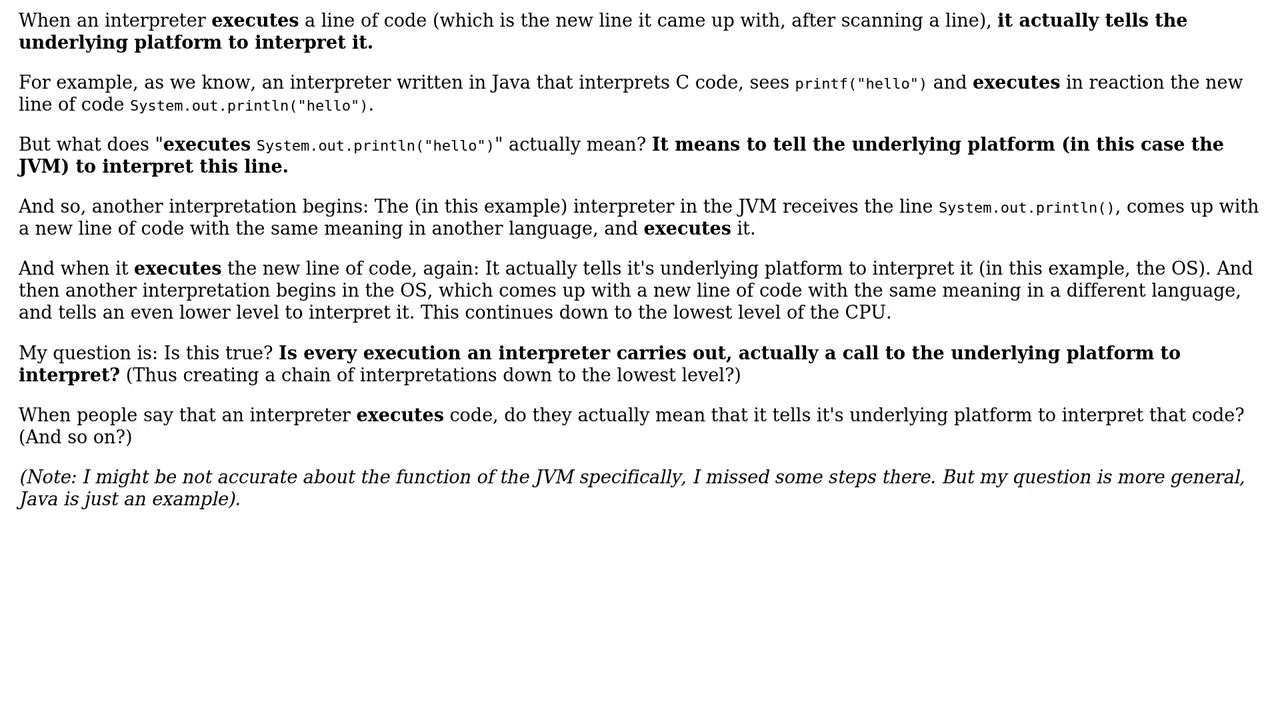 When an interpreter executes a line of code (which is the new line it came up with, after scanning a line), it actually tells the
underlying platform to interpret it.
For example, as we know, an interpreter written in Java that interprets C code, sees printf("hello") and executes in reaction the new
line of code System.out.println("hello").
But what does "executes System.out.println("hello")" actually mean? It means to tell the underlying platform (in this case the
JVM) to interpret this line.
And so, another interpretation begins: The (in this example) interpreter in the JVM receives the line System.out.println(), comes up with
a new line of code with the same meaning in another language, and executes it.
And when it executes the new line of code, again: It actually tells it's underlying platform to interpret it (in this example, the OS). And
then another interpretation begins in the OS, which comes up with a new line of code with the same meaning in a different language,
and tells an even lower level to interpret it. This continues down to the lowest level of the CPU.
My question is: Is this true? Is every execution an interpreter carries out, actually a call to the underlying platform to
interpret? (Thus creating a chain of interpretations down to the lowest level?)
When people say that an interpreter executes code, do they actually mean that it tells it's underlying platform to interpret that code?
(And so on?)
(Note: I might be not accurate about the function of the JVM specifically, I missed some steps there. But my question is more general,
Java is just an example).